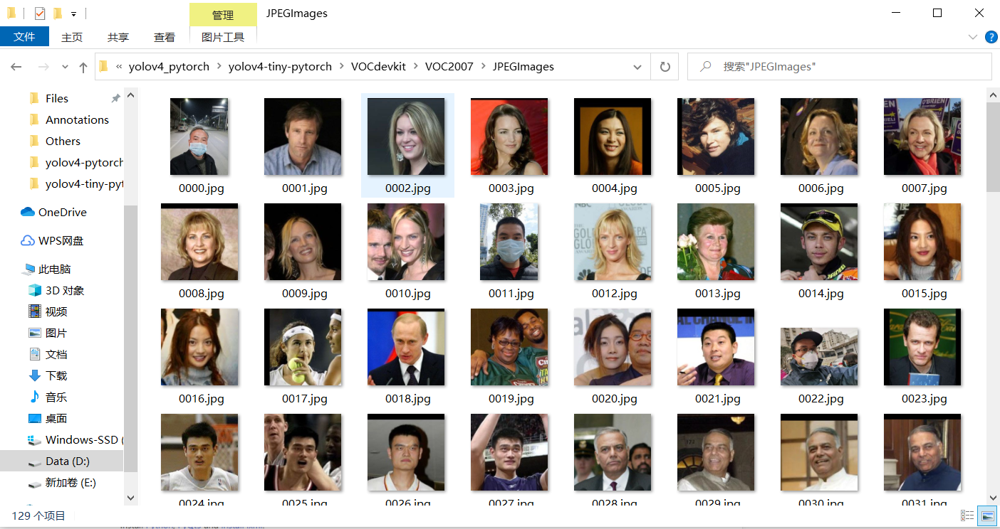 管理 JPEGImages
文件 主页 共享 查看 图片工具
« yolov4_pytorch › yolov4-tiny-pytorch › VOCdevkit › VOC2007 › JPEGImages 搜索"JPEGImages"
Files
Annotations
Others
yolov4-pytorch
yolov4-tiny-pyt
OneDrive
WPS网盘
此电脑
3D 对象
视频
图片
文档
下载
音乐
桌面
Windows-SSD (
Data (D:)
新加卷 (E:)
0000.jpg 0001.jpg 0002.jpg 0003.jpg 0004.jpg 0005.jpg 0006.jpg 0007.jpg
0008.jpg 0009.jpg 0010.jpg 0011.jpg 0012.jpg 0013.jpg 0014.jpg 0015.jpg
0016.jpg 0017.jpg 0018.jpg 0019.jpg 0020.jpg 0021.jpg 0022.jpg 0023.jpg
0024.jpg 0025.jpg 0026.jpg 0027.jpg 0028.jpg 0029.jpg 0030.jpg 0031.jpg
129 个项目